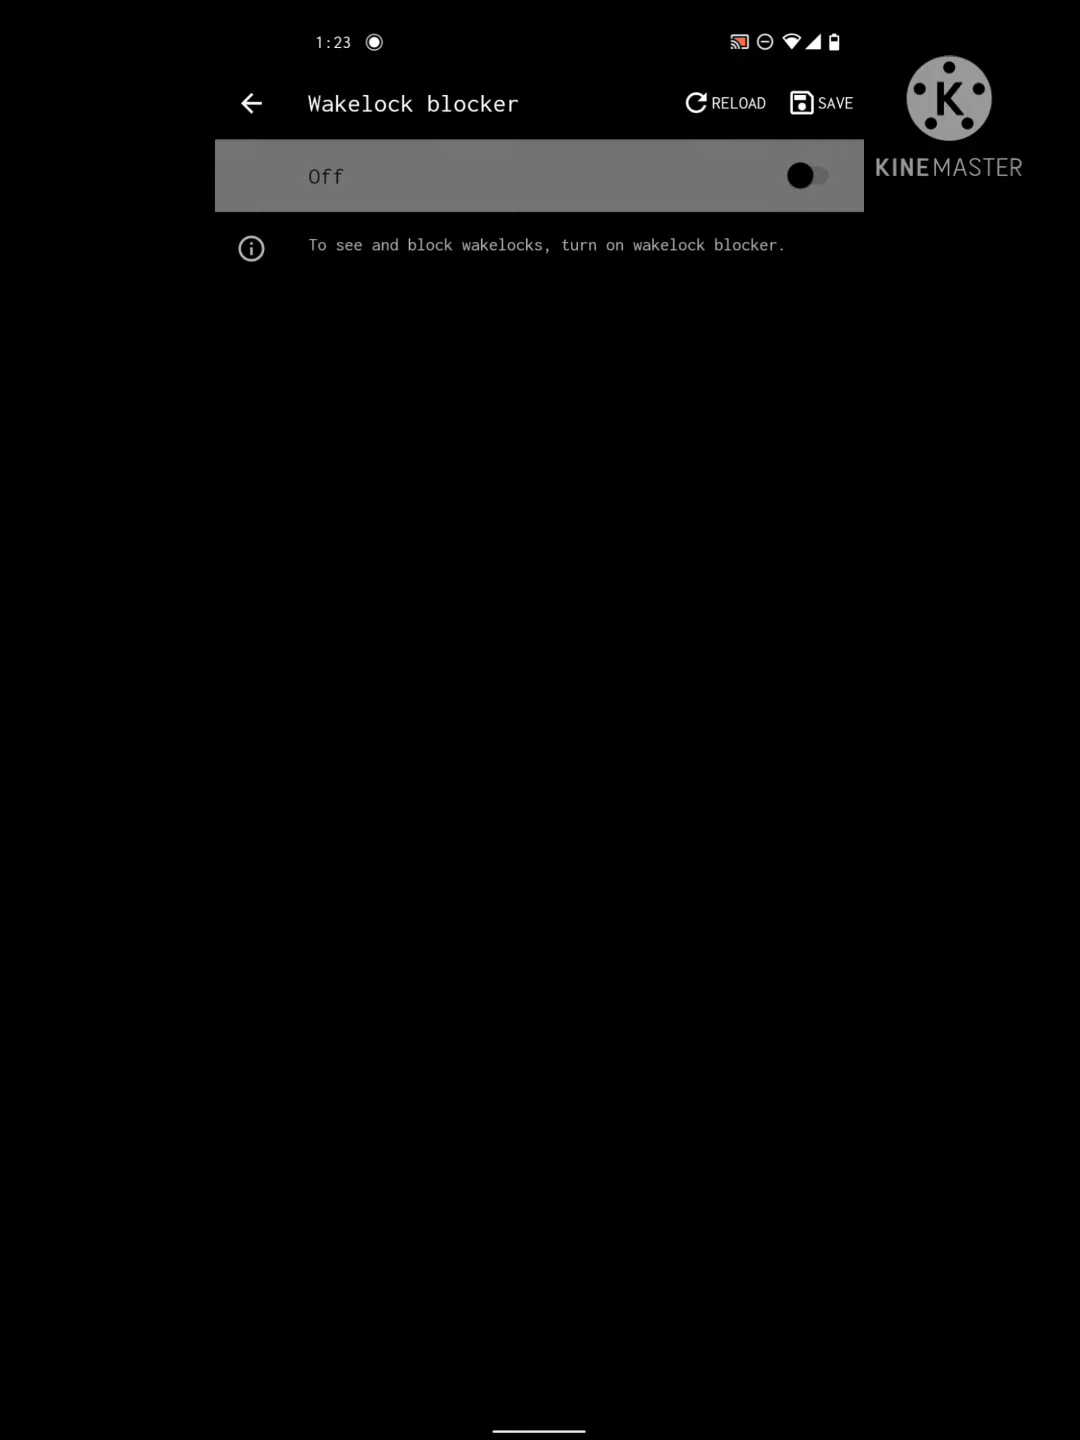 1:23
Wakelock blocker
RELOAD
SAVE
Off
To see and block wakelocks, turn on wakelock blocker.
K
KINEMASTER